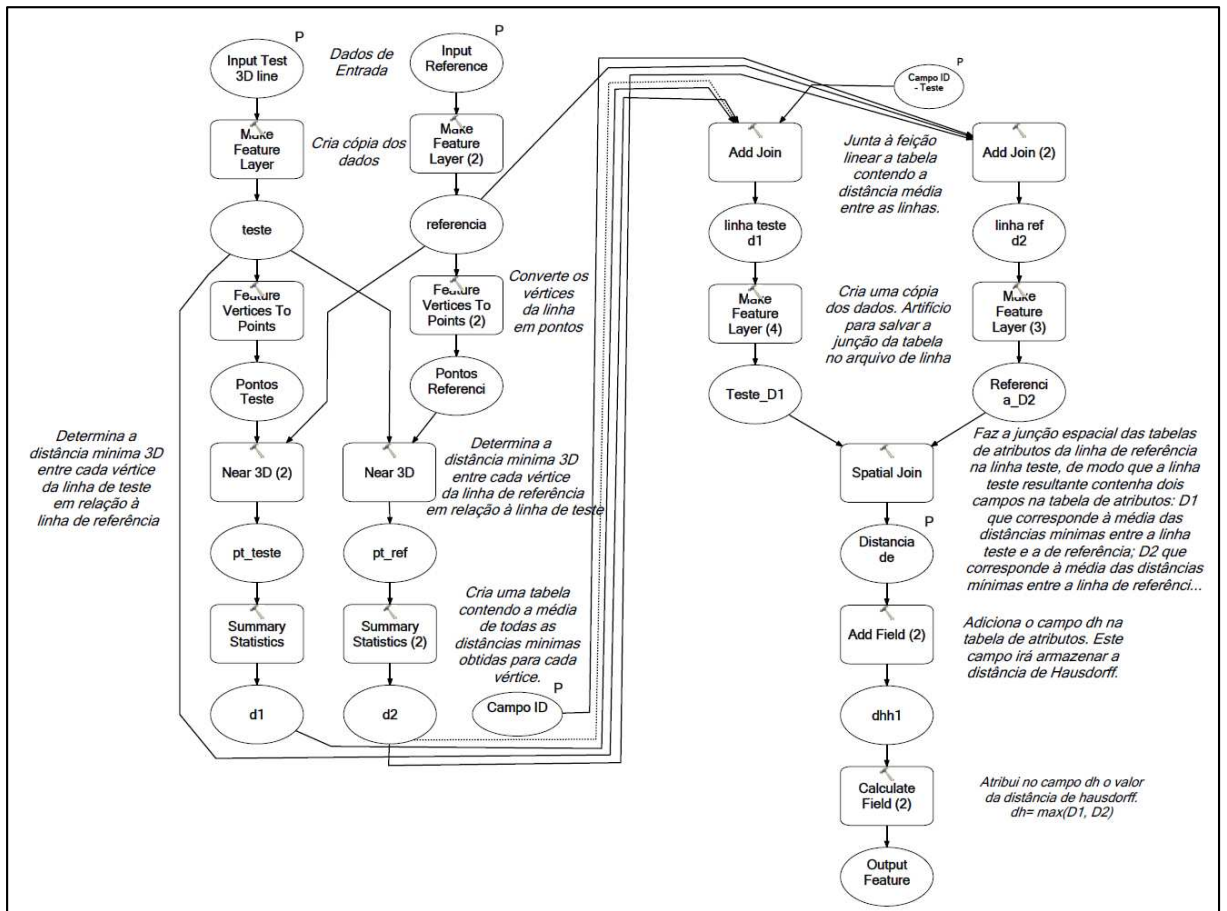 P
Input Test
3D line
Dados de
Entrada
P
Input
Reference
Make
Feature
Layer
Cria cópia dos
dados
Make
Feature
Layer (2)
teste
referencia
Feature
Vertices To
Points
Feature
Vertices To
Points (2)
Converte os
vértices
da linha
em pontos
Pontos
Teste
Pontos
Referenci
Determina a
distância minima 3D
entre cada vértice
da linha de teste
em relação à
linha de referência
Near 3D (2)
Near 3D
Determina a
distância minima 3D
entre cada vértice
da linha de referência
em relação à linha de teste
pt_teste
pt_ref
Summary
Statistics
Summary
Statistics (2)
Cria uma tabela
contendo a média
de todas as
distâncias minimas
obtidas para cada
vértice.
d1
d2
P
Campo ID
P
Campo ID
- Teste
Add Join
Junta à feição
linear a tabela
contendo a
distância média
entre as linhas.
Add Join (2)
linha teste
d1
linha ref
d2
Make
Feature
Layer (4)
Cria uma cópia
dos dados. Artifício
para salvar a
junção da tabela
no arquivo de linha
Make
Feature
Layer (3)
Teste_D1
Referenci
a_D2
Spatial Join
Faz a junção espacial das tabelas
de atributos da linha de referência
na linha teste, de modo que a linha
teste resultante contenha dois
campos na tabela de atributos: D1
que corresponde à média das
distâncias minimas entre a linha
teste e a de referência; D2 que
corresponde à média das distâncias
mínimas entre a linha de referênci...
P
Distancia
de
Add Field (2)
Adiciona o campo dh na
tabela de atributos. Este
campo irá armazenar a
distância de Hausdorff.
dhh1
Calculate
Field (2)
Atribui no campo dh o valor
da distância de hausdorff.
dh= max(D1, D2)
Output
Feature